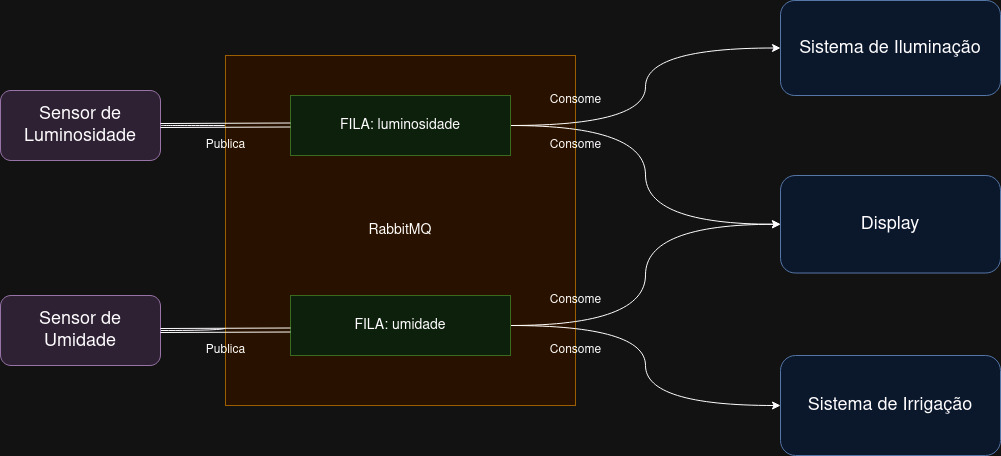 Sistema de Iluminação
Sensor de
Luminosidade
Publica
FILA: luminosidade
Consome
Consome
RabbitMQ
Display
Sensor de
Umidade
Publica
FILA: umidade
Consome
Consome
Sistema de Irrigação